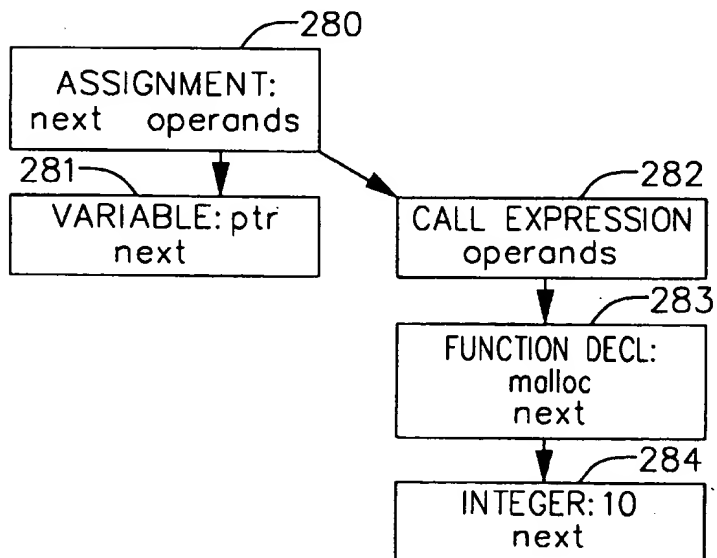 280
ASSIGNMENT:
next operands
281
VARIABLE: ptr
next
282
CALL EXPRESSION
operands
283
FUNCTION DECL:
malloc
next
284
INTEGER: 10
next